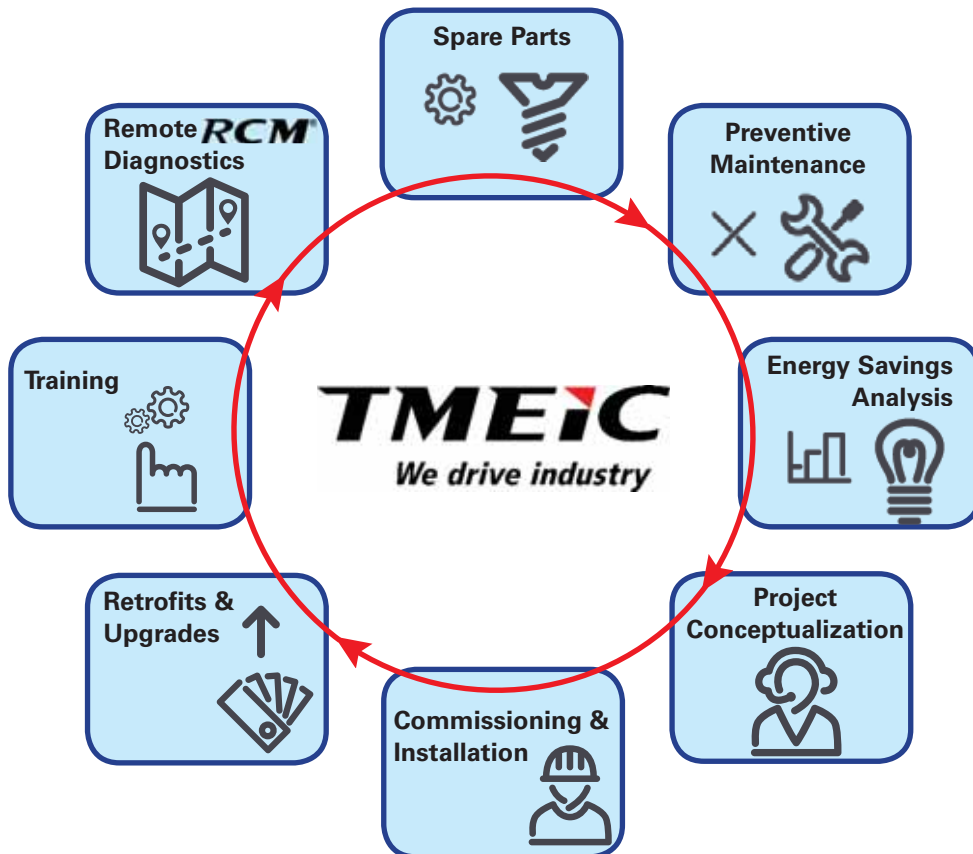 Spare Parts
Remote RCM®
Diagnostics
Preventive
Maintenance
Training
Energy Savings
Analysis
TMEiC
We drive industry
Retrofits &
Upgrades
Project
Conceptualization
Commissioning &
Installation